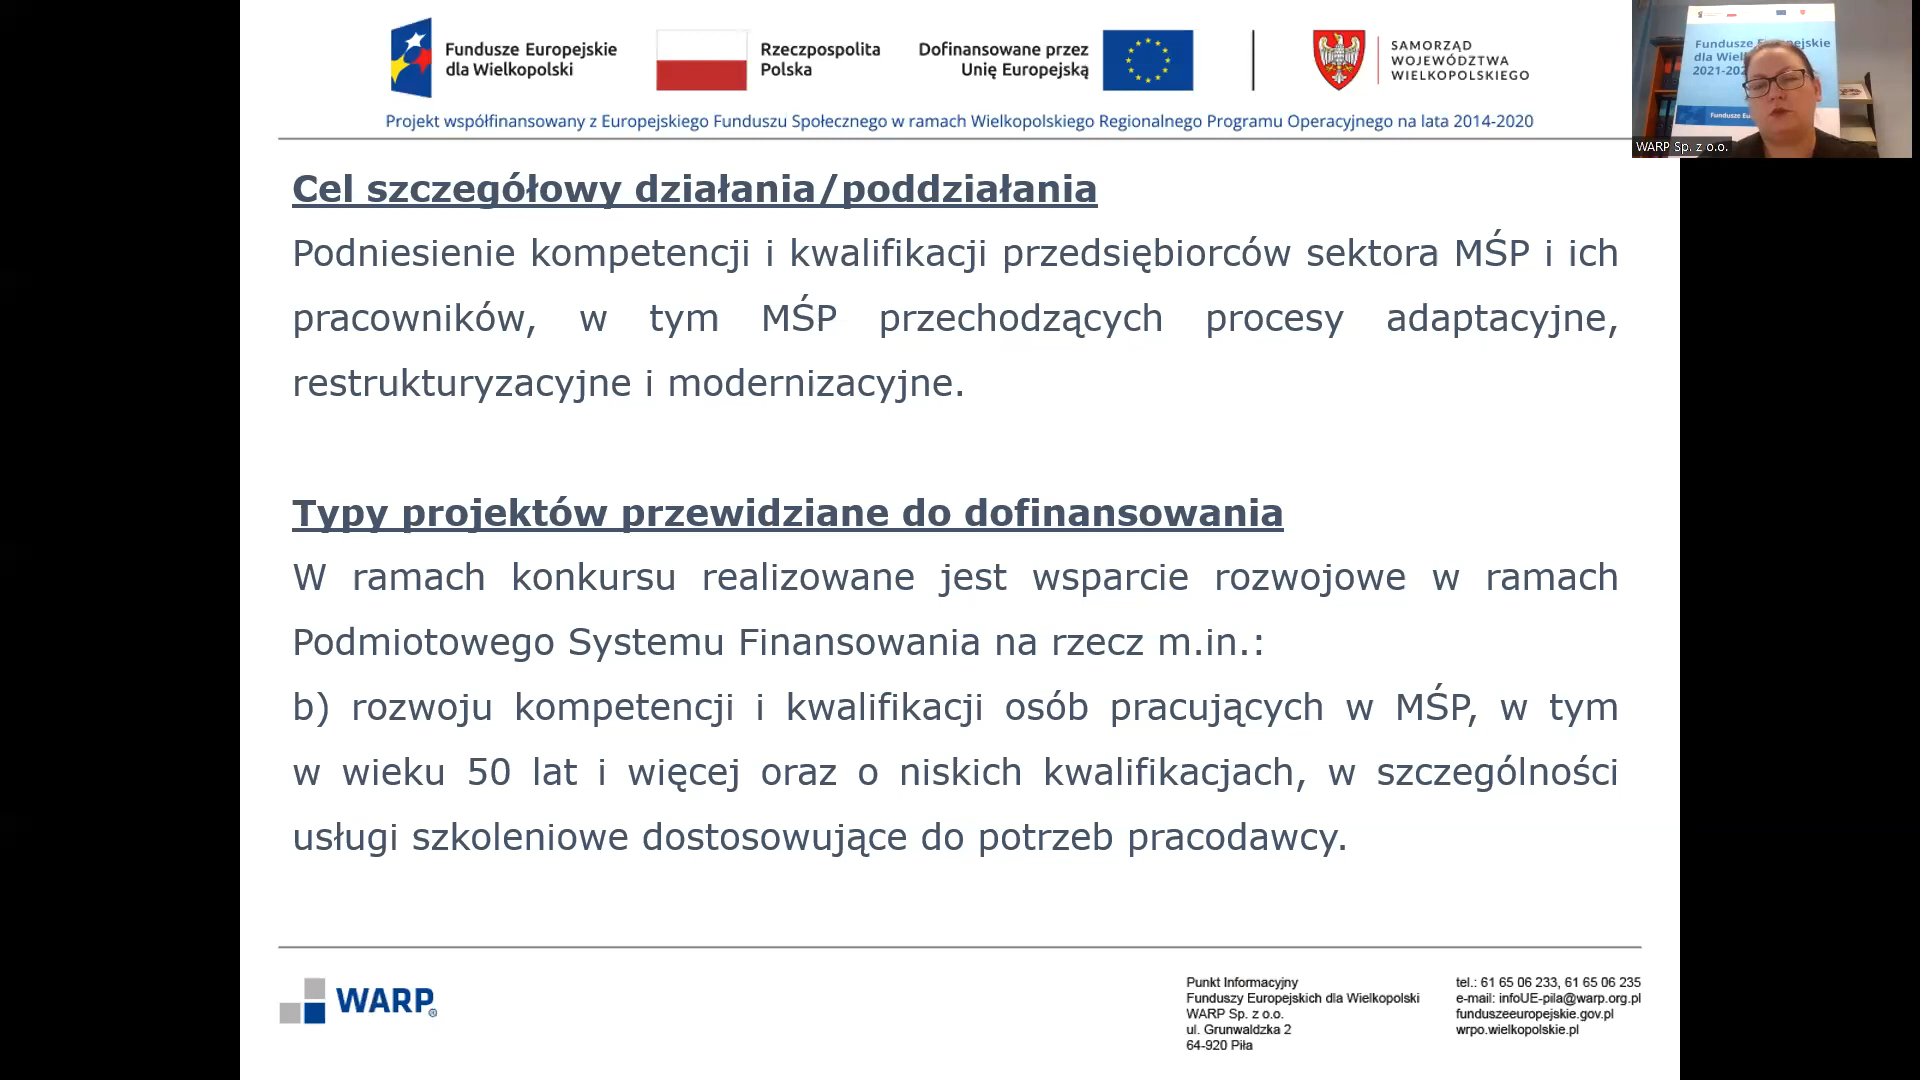 Fundusze Europejskie
dla Wielkopolski
Rzeczpospolita
Polska
Dofinansowane przez
Unię Europejską
SAMORZĄD
WOJEWÓDZTWA
WIELKOPOLSKIEGO
Projekt współfinansowany z Europejskiego Funduszu Społecznego w ramach Wielkopolskiego Regionalnego Programu Operacyjnego na lata 2014-2020
WARP Sp. z o.o.
Cel szczegółowy działania/poddziałania
Podniesienie kompetencji i kwalifikacji przedsiębiorców sektora MŚP i ich
pracowników, w tym MŚP przechodzących procesy adaptacyjne,
restrukturyzacyjne i modernizacyjne.
Typy projektów przewidziane do dofinansowania
W ramach konkursu realizowane jest wsparcie rozwojowe w ramach
Podmiotowego Systemu Finansowania na rzecz m.in.:
b) rozwoju kompetencji i kwalifikacji osób pracujących w MŚP, w tym
w wieku 50 lat i więcej oraz o niskich kwalifikacjach, w szczególności
usługi szkoleniowe dostosowujące do potrzeb pracodawcy.
WARP®
Punkt Informacyjny
Funduszy Europejskich dla Wielkopolski
WARP Sp. z o.o.
ul. Grunwaldzka 2
64-920 Piła
tel.: 61 65 06 233, 61 65 06 235
e-mail: infoUE-pila@warp.org.pl
funduszeeuropejskie.gov.pl
wrpo.wielkopolskie.pl